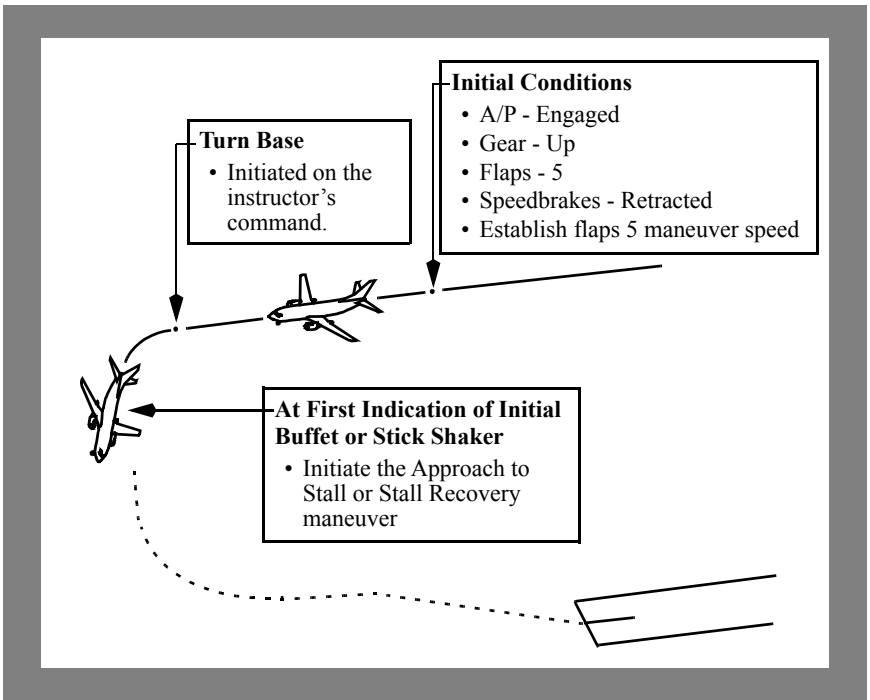 Initial Conditions
• A/P - Engaged
• Gear - Up
• Flaps - 5
• Speedbrakes - Retracted
• Establish flaps 5 maneuver speed
Turn Base
• Initiated on the
instructor's
command.
At First Indication of Initial
Buffet or Stick Shaker
• Initiate the Approach to
Stall or Stall Recovery
maneuver